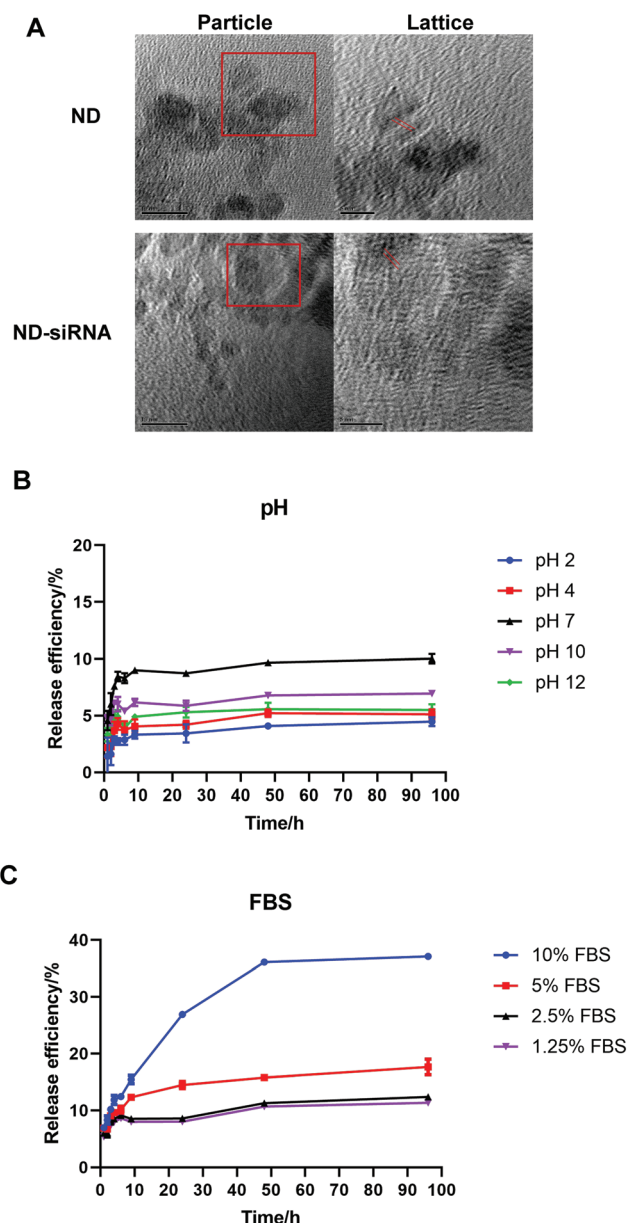 A
Particle
Lattice
ND
ND-siRNA
B
pH
20
15
10
5
0
Release efficiency/%
0 10 20 30 40 50 60 70 80 90 100
Time/h
pH 2
pH 4
pH 7
pH 10
pH 12
C
FBS
40
30
20
10
0
Release efficiency/%
0 10 20 30 40 50 60 70 80 90 100
Time/h
10% FBS
5% FBS
2.5% FBS
1.25% FBS